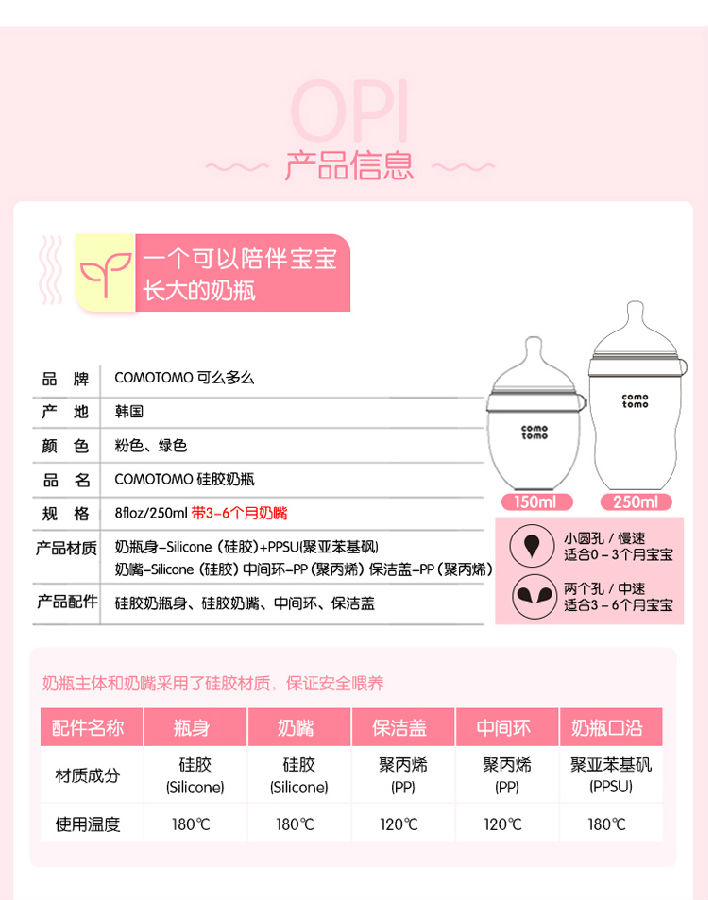 OPI
产品信息
一个可以陪伴宝宝
长大的奶瓶
品 牌 COMOTOMO 可么多么
产 地 韩国
颜 色 粉色、绿色
品 名 COMOTOMO 硅胶奶瓶
规 格 8floz/250ml 带3-6个月奶嘴
产品材质 奶瓶身-Silicone (硅胶)+PPSU(聚亚苯基砜)
奶嘴-Silicone (硅胶) 中间环-PP (聚丙烯) 保洁盖-PP (聚丙烯)
产品配件 硅胶奶瓶身、硅胶奶嘴、中间环、保洁盖
como
tomo
como
tomo
150ml 250ml
小圆孔 / 慢速
适合0-3个月宝宝
两个孔 / 中速
适合3-6个月宝宝
奶瓶主体和奶嘴采用了硅胶材质，保证安全喂养
配件名称 瓶身 奶嘴 保洁盖 中间环 奶瓶口沿
材质成分 硅胶 硅胶 聚丙烯 聚丙烯 聚亚苯基砜
(Silicone) (Silicone) (PP) (PP) (PPSU)
使用温度 180℃ 180℃ 120℃ 120℃ 180℃